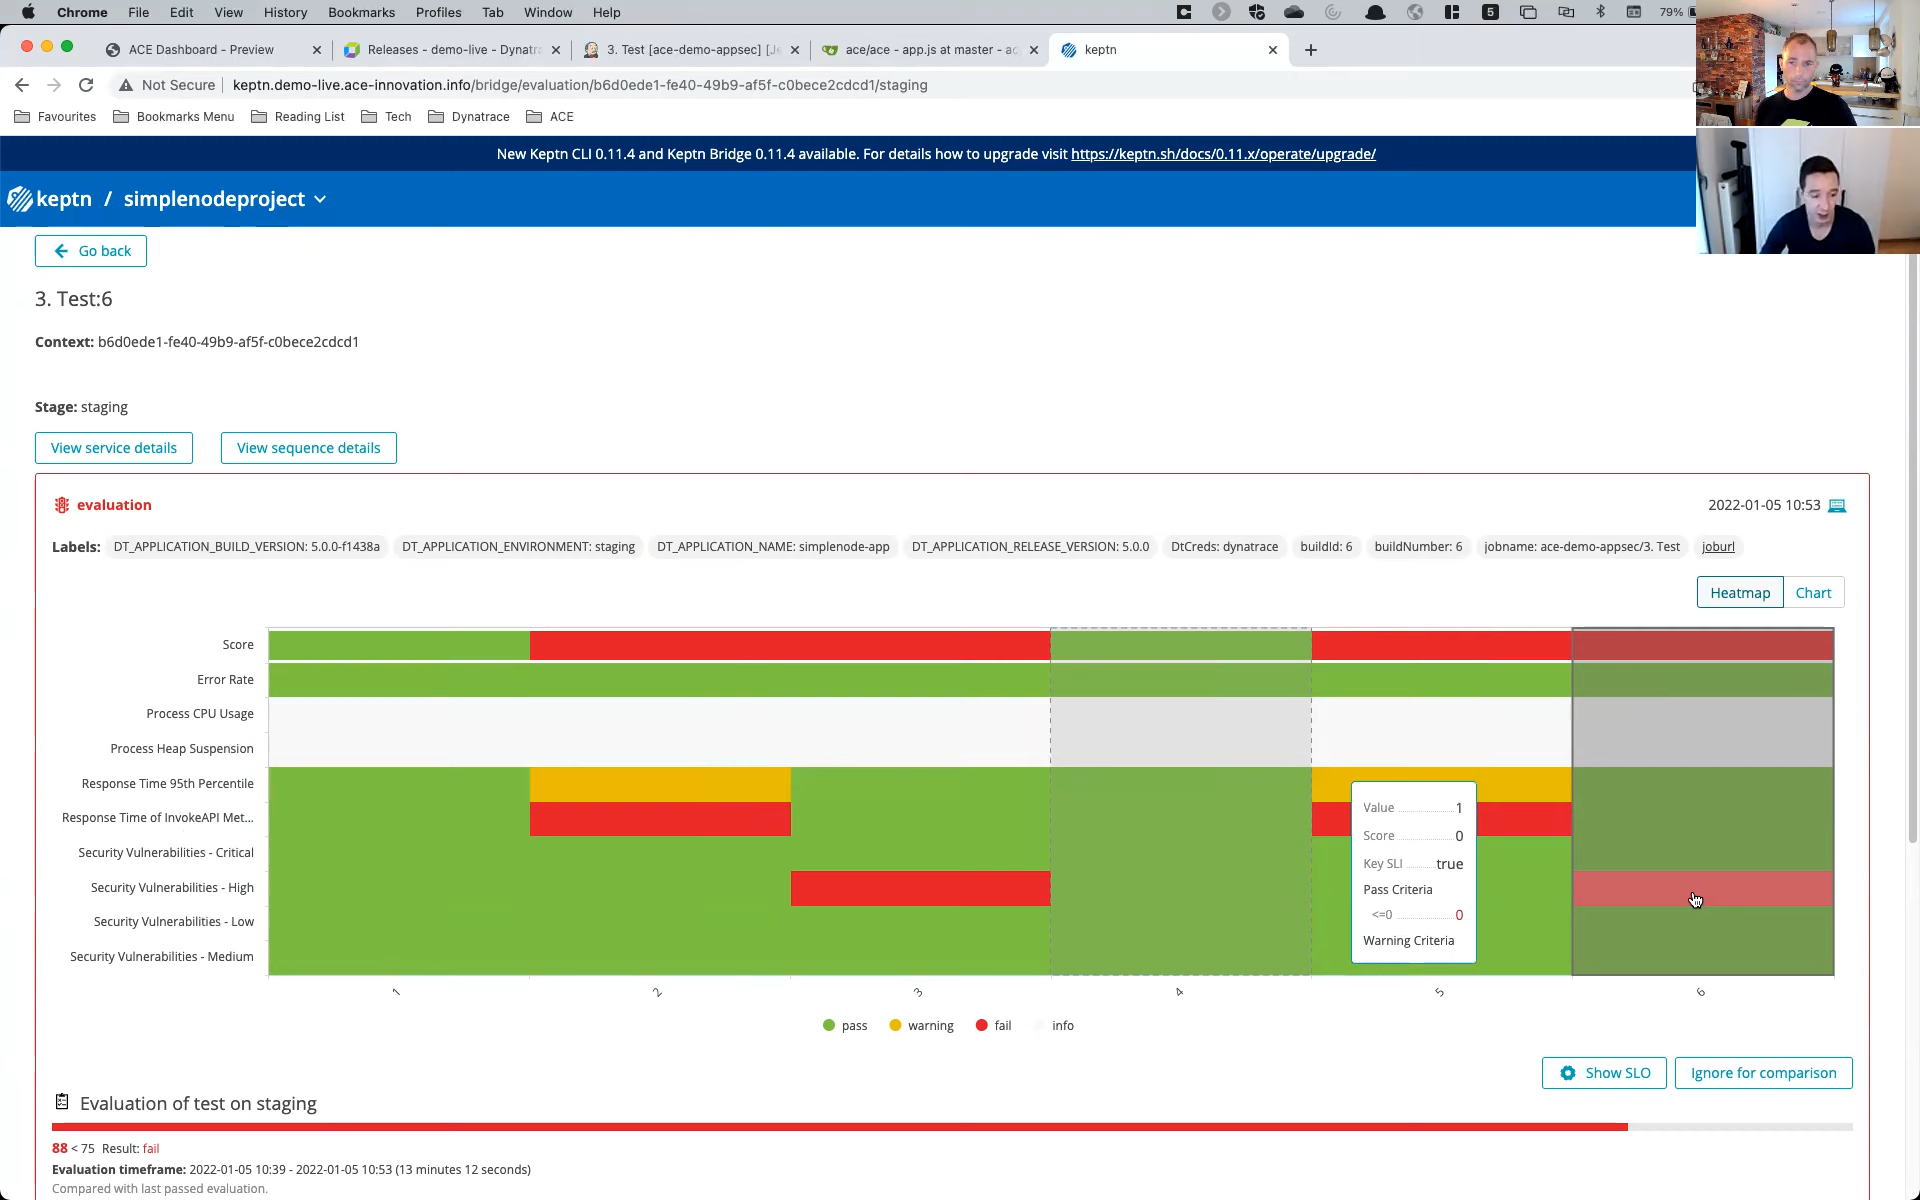 Chrome File Edit View History Bookmarks Profiles Tab Window Help 5 79%
ACE Dashboard - Preview
Releases - demo-live - Dynatra
3. Test [ace-demo-appsec] [Je
ace/ace - app.js at master - ac
keptn
Not Secure keptn.demo-live.ace-innovation.info/bridge/evaluation/b6d0ede1-fe40-49b9-af5f-c0bece2cdcd1/staging
Favourites Bookmarks Menu Reading List Tech Dynatrace ACE
New Keptn CLI 0.11.4 and Keptn Bridge 0.11.4 available. For details how to upgrade visit https://keptn.sh/docs/0.11.x/operate/upgrade/
keptn / simplenodeproject
Go back
3. Test:6
Context: b6d0ede1-fe40-49b9-af5f-c0bece2cdcd1
Stage: staging
View service details View sequence details
evaluation 2022-01-05 10:53
Labels: DT_APPLICATION_BUILD_VERSION: 5.0.0-f1438a DT_APPLICATION_ENVIRONMENT: staging DT_APPLICATION_NAME: simplenode-app DT_APPLICATION_RELEASE_VERSION: 5.0.0 DtCreds: dynatrace buildId: 6 buildNumber: 6 jobname: ace-demo-appsec/3. Test joburl
Heatmap Chart
Score
Error Rate
Process CPU Usage
Process Heap Suspension
Response Time 95th Percentile
Response Time of InvokeAPI Met...
Security Vulnerabilities - Critical
Security Vulnerabilities - High
Security Vulnerabilities - Low
Security Vulnerabilities - Medium
Value 1
Score 0
Key SLI true
Pass Criteria
<=0 0
Warning Criteria
1 2 3 4 5 6
pass warning fail info
Show SLO Ignore for comparison
Evaluation of test on staging
88 < 75 Result: fail
Evaluation timeframe: 2022-01-05 10:39 - 2022-01-05 10:53 (13 minutes 12 seconds)
Compared with last passed evaluation.